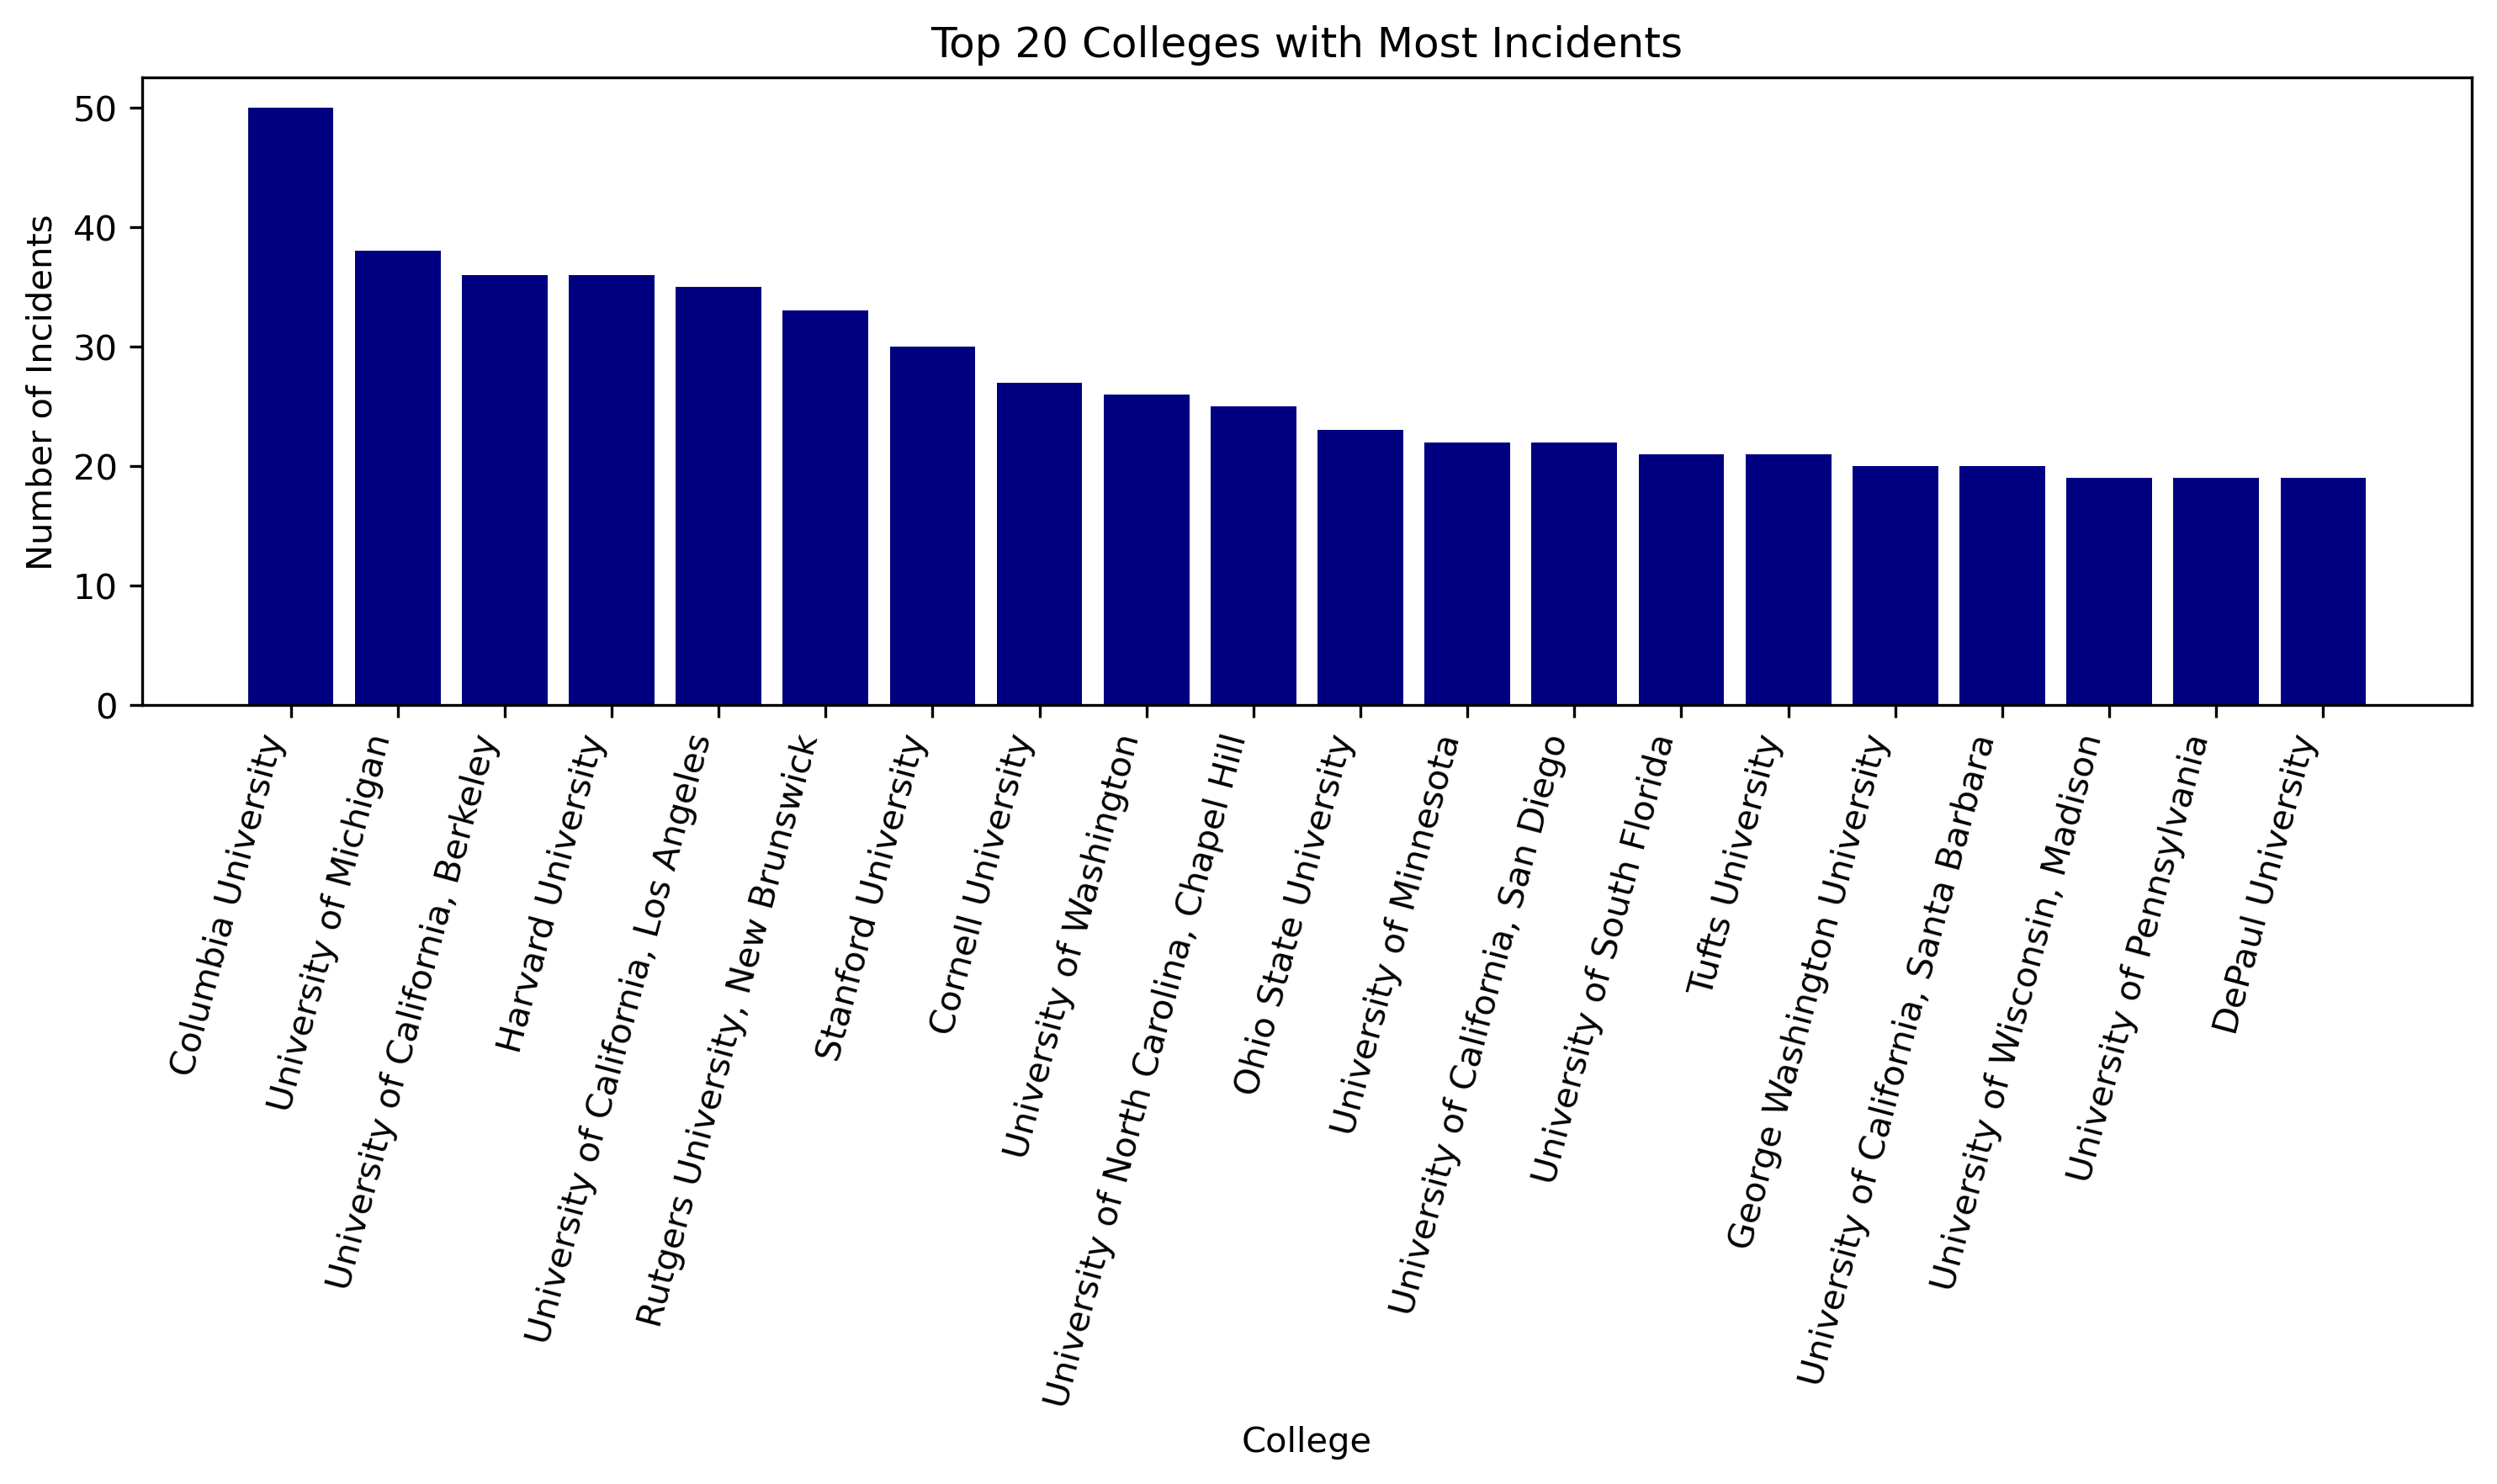 Top 20 Colleges with Most Incidents
Number of Incidents
50
40
30
20
10
0
Columbia University
University of Michigan
University of California, Berkeley
Harvard University
University of California, Los Angeles
Rutgers University, New Brunswick
Stanford University
Cornell University
University of Washington
University of North Carolina, Chapel Hill
Ohio State University
University of Minnesota
University of California, San Diego
University of South Florida
Tufts University
George Washington University
University of California, Santa Barbara
University of Wisconsin, Madison
University of Pennsylvania
DePaul University
College